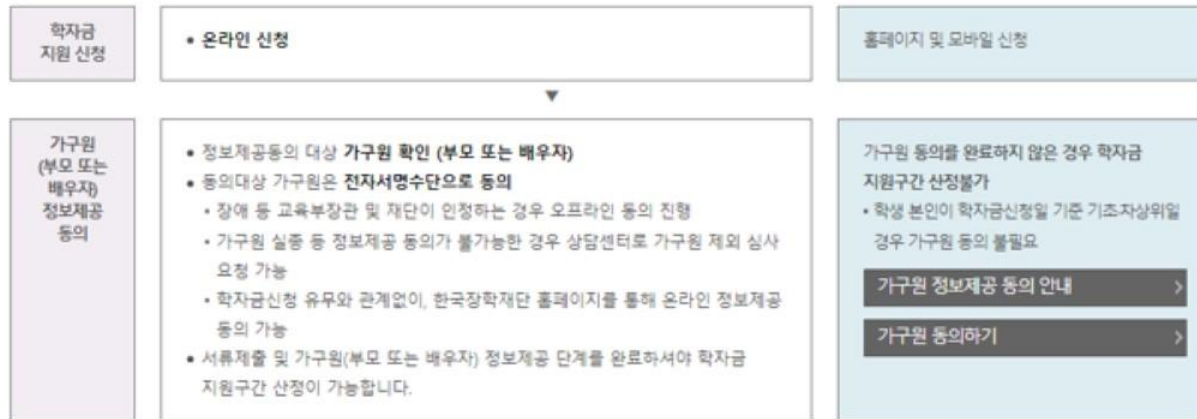 학자금
지원 신청
• 온라인 신청
홈페이지 및 모바일 신청
▼
가구원
(부모 또는
배우자)
정보제공
동의
• 정보제공동의 대상 가구원 확인 (부모 또는 배우자)
• 동의대상 가구원은 전자서명수단으로 동의
• 장애 등 교육부장관 및 재단이 인정하는 경우 오프라인 동의 진행
• 가구원 실종 등 정보제공 동의가 불가능한 경우 상담센터로 가구원 제외 심사
요청 가능
• 학자금신청 유무와 관계없이, 한국장학재단 홈페이지를 통해 온라인 정보제공
동의 가능
• 서류제출 및 가구원(부모 또는 배우자) 정보제공 단계를 완료하셔야 학자금
지원구간 산정이 가능합니다.
가구원 동의를 완료하지 않은 경우 학자금
지원구간 산정불가
• 학생 본인이 학자금신청일 기준 기초차상위일
경우 가구원 동의 불필요
가구원 정보제공 동의 안내 >
가구원 동의하기 >